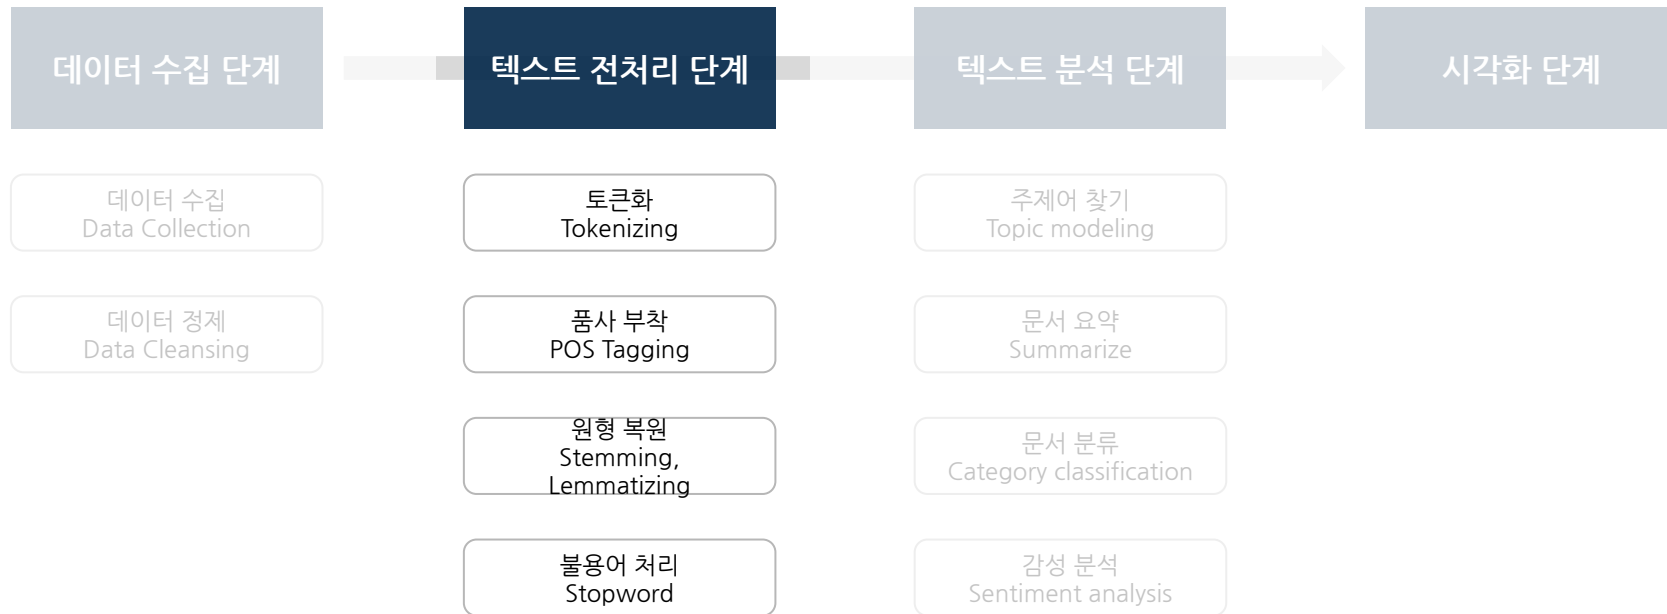 데이터 수집 단계
텍스트 전처리 단계
텍스트 분석 단계
시각화 단계
데이터 수집
Data Collection
토큰화
Tokenizing
주제어 찾기
Topic modeling
데이터 정제
Data Cleansing
품사 부착
POS Tagging
문서 요약
Summarize
원형 복원
Stemming,
Lemmatizing
문서 분류
Category classification
불용어 처리
Stopword
감성 분석
Sentiment analysis